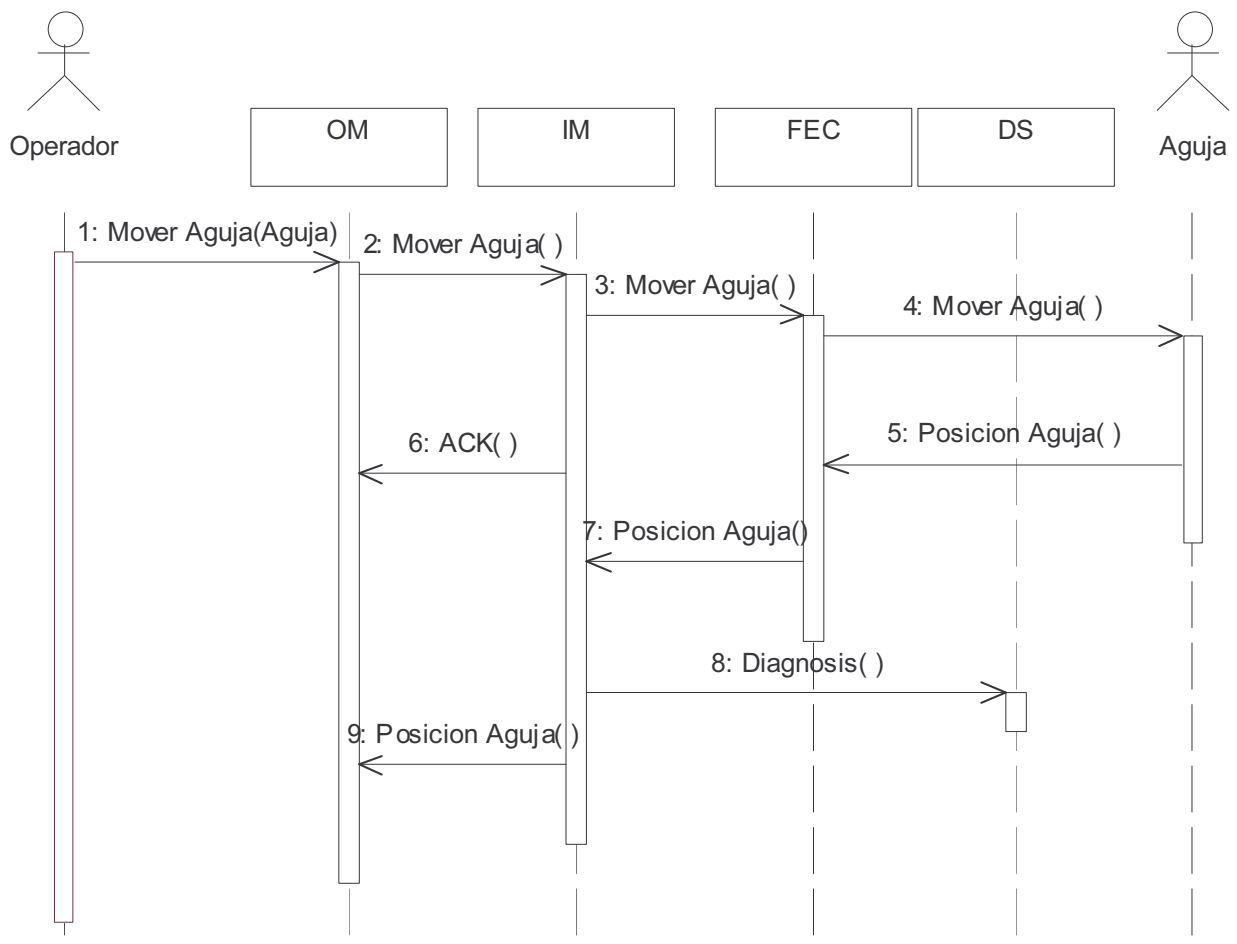 Operador
OM
IM
FEC
DS
Aguja
1: Mover Aguja(Aguja)
2: Mover Aguja( )
3: Mover Aguja( )
4: Mover Aguja( )
5: Posicion Aguja( )
6: ACK( )
7: Posicion Aguja()
8: Diagnosis( )
9: Posicion Aguja( )